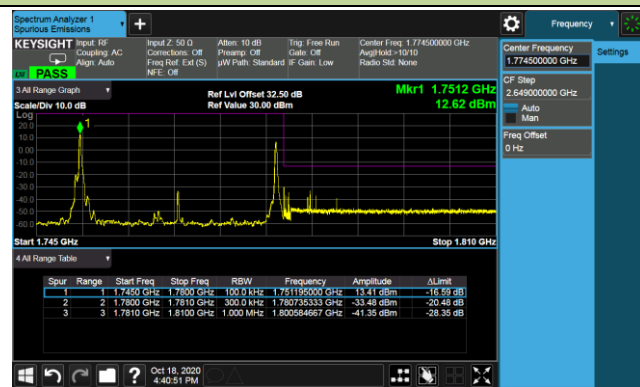 Spectrum Analyzer 1
Spurious Emissions
Frequency
KEYSIGHT
Input: RF
Coupling: AC
Align: Auto
Input Z: 50 Ω
Corrections: Off
Freq Ref: Ext (S)
NFE: Off
Atten: 10 dB
Preamp: Off
µW Path: Standard
Trig: Free Run
Gate: Off
IF Gain: Low
Center Freq: 1.774500000 GHz
Avg|Hold:>10/10
Radio Std: None
PASS
Center Frequency
1.774500000 GHz
Settings
CF Step
2.649000000 GHz
Auto
Man
Freq Offset
0 Hz
3 All Range Graph
Scale/Div 10.0 dB
Ref Lvl Offset 32.50 dB
Ref Value 30.00 dBm
Mkr1 1.7512 GHz
12.62 dBm
Log
1
20.0
10.0
0.00
-10.0
-20.0
-30.0
-40.0
-50.0
-60.0
Start 1.745 GHz
Stop 1.810 GHz
4 All Range Table
Spur Range Start Freq Stop Freq RBW Frequency Amplitude ΔLimit
1 1 1.7450 GHz 1.7800 GHz 100.0 kHz 1.751195000 GHz 13.41 dBm -16.59 dB
2 2 1.7800 GHz 1.7810 GHz 300.0 kHz 1.780735333 GHz -33.48 dBm -20.48 dB
3 3 1.7810 GHz 1.8100 GHz 1.000 MHz 1.800584667 GHz -41.35 dBm -28.35 dB
?
Oct 18, 2020
4:40:51 PM